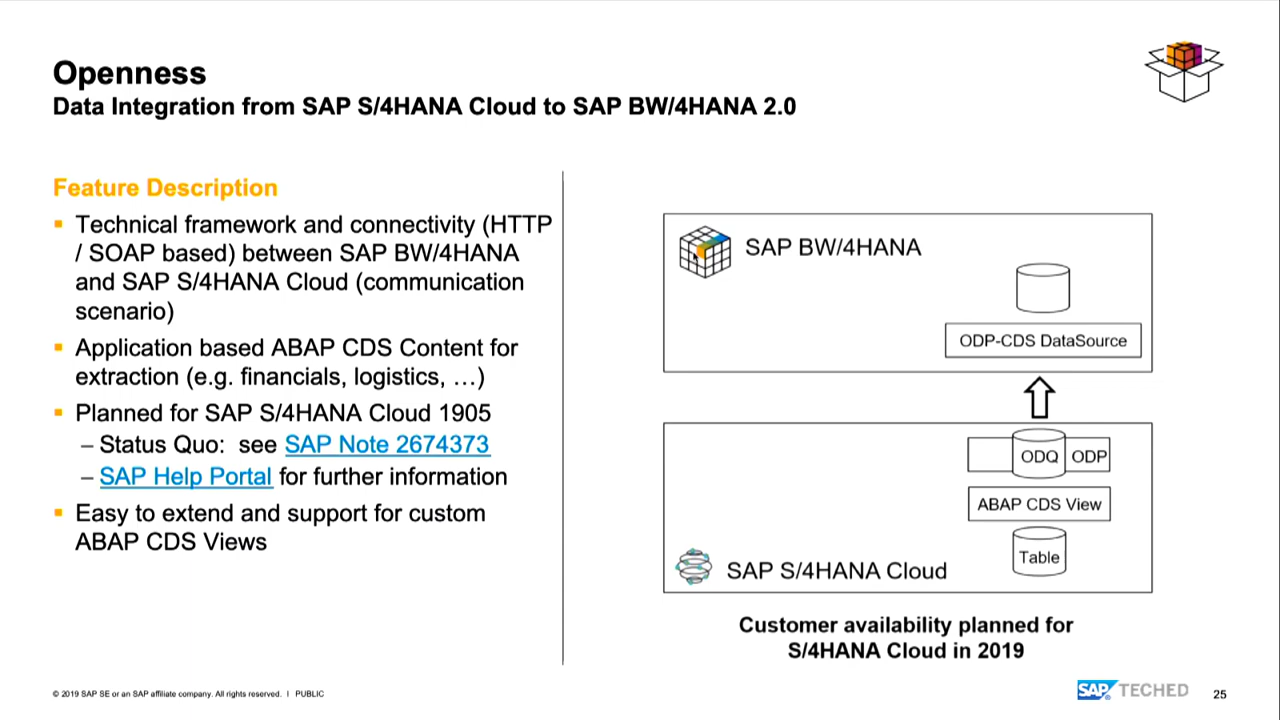 Openness
Data Integration from SAP S/4HANA Cloud to SAP BW/4HANA 2.0
Feature Description
▪ Technical framework and connectivity (HTTP
/ SOAP based) between SAP BW/4HANA
and SAP S/4HANA Cloud (communication
scenario)
▪ Application based ABAP CDS Content for
extraction (e.g. financials, logistics, …)
▪ Planned for SAP S/4HANA Cloud 1905
– Status Quo: see SAP Note 2674373
– SAP Help Portal for further information
▪ Easy to extend and support for custom
ABAP CDS Views
SAP BW/4HANA
ODP-CDS DataSource
ODQ ODP
ABAP CDS View
Table
SAP S/4HANA Cloud
Customer availability planned for
S/4HANA Cloud in 2019
© 2019 SAP SE or an SAP affiliate company. All rights reserved. I PUBLIC
SAP TECHED
25